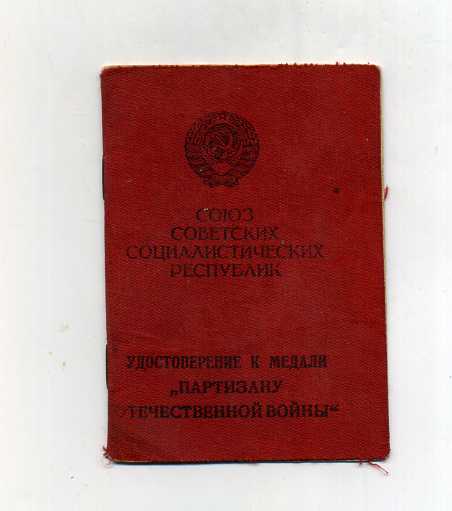 СОЮЗ
СОВЕТСКИХ
СОЦИАЛИСТИЧЕСКИХ
РЕСПУБЛИК
УДОСТОВЕРЕНИЕ К МЕДАЛИ
„ПАРТИЗАНУ
ОТЕЧЕСТВЕННОЙ ВОЙНЫ“